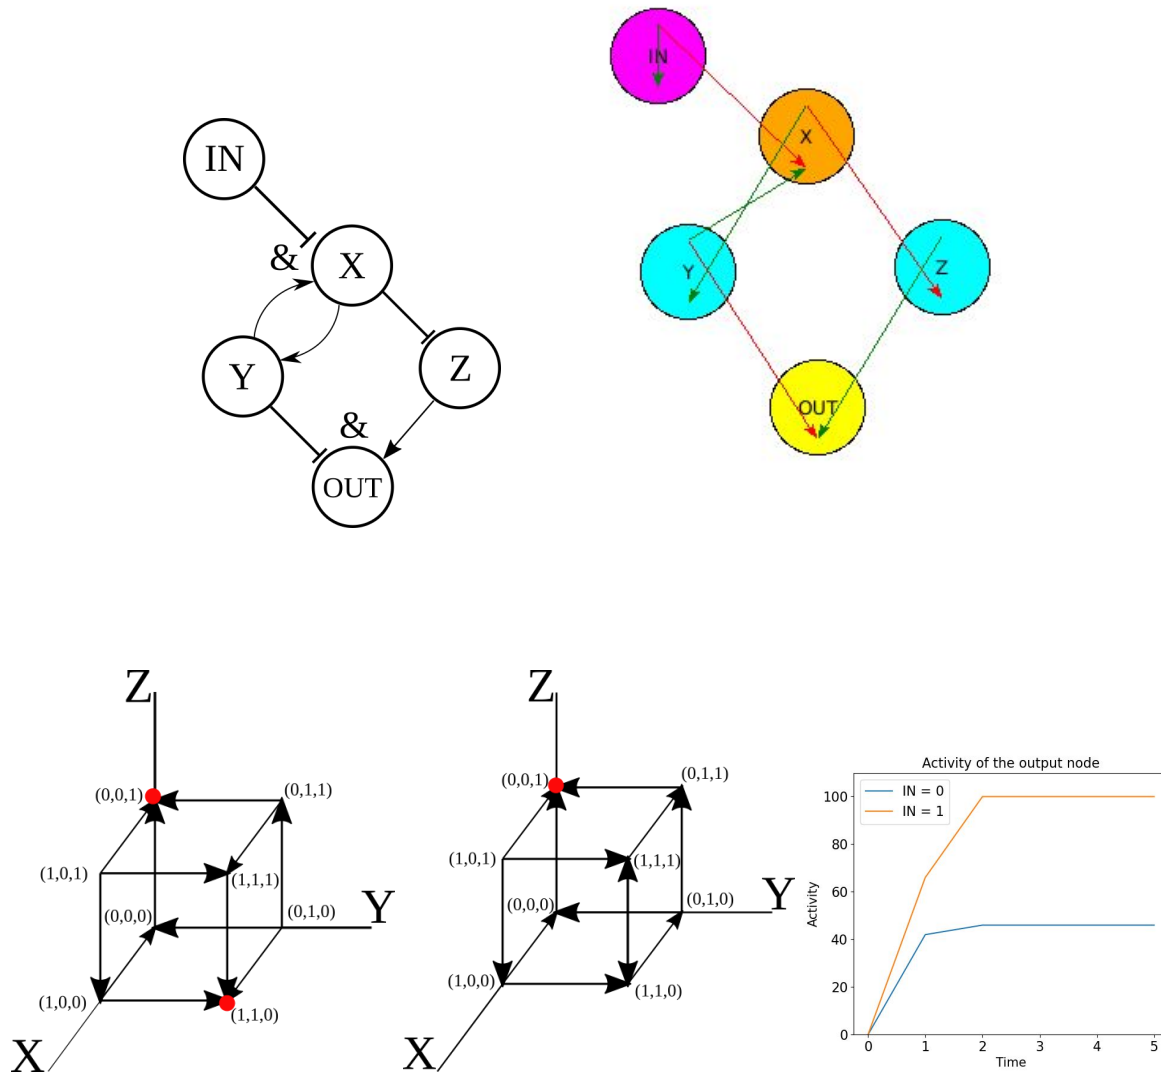 IN
&
X
Y
Z
&
OUT
IN
X
Y
Z
OUT
Z
(0,0,1)
(0,1,1)
(1,0,1)
(1,1,1)
(0,0,0)
(0,1,0)
Y
(1,0,0)
(1,1,0)
X
Z
(0,0,1)
(0,1,1)
(1,0,1)
(1,1,1)
(0,0,0)
(0,1,0)
Y
(1,0,0)
(1,1,0)
X
Activity of the output node
IN = 0
IN = 1
100
80
60
40
20
0
Activity
0 1 2 3 4 5
Time